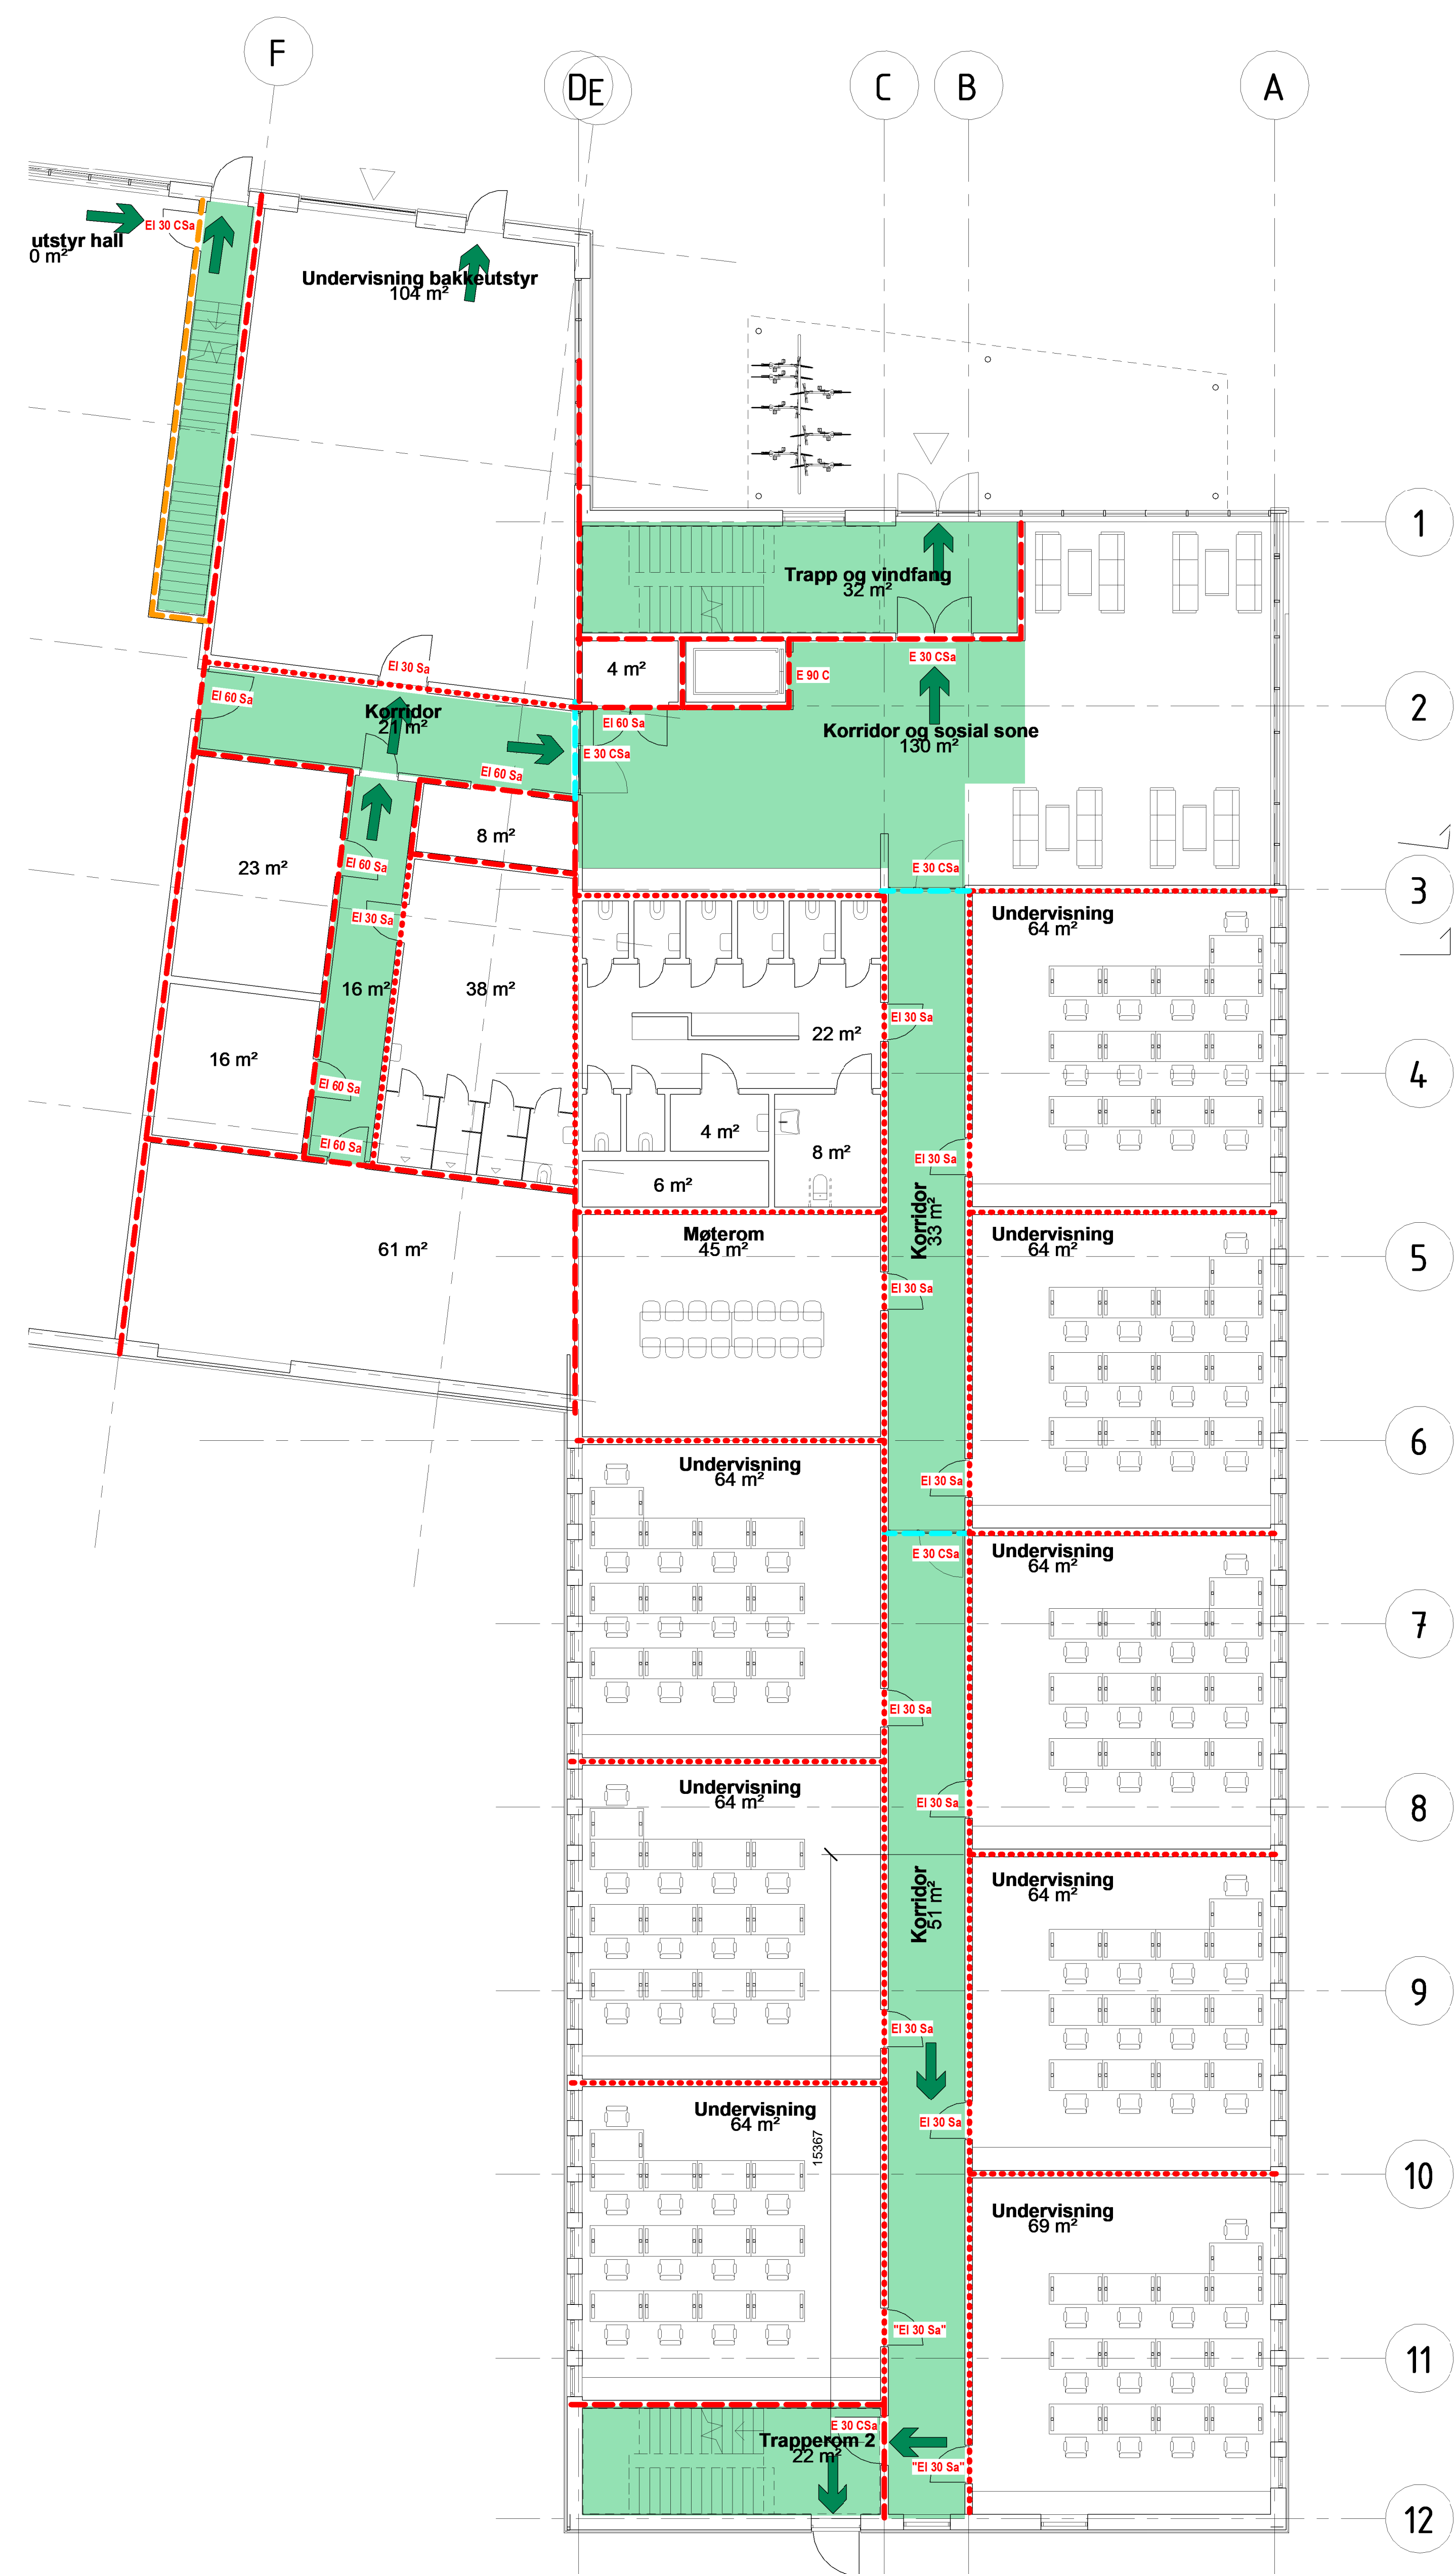 F
D
E
C
B
A
EI 30 CSa
utstyr hall
0 m²
Undervisning bakkeutstyr
104 m²
1
Trapp og vindfang
32 m²
E 30 CSa
4 m²
EI 30 Sa
E 90 C
EI 60 Sa
2
Korridor
21 m²
EI 60 Sa
Korridor og sosial sone
130 m²
E 30 CSa
EI 60 Sa
8 m²
23 m²
EI 60 Sa
E 30 CSa
3
EI 30 Sa
Undervisning
64 m²
16 m²
38 m²
EI 30 Sa
22 m²
16 m²
EI 60 Sa
4
4 m²
EI 60 Sa
8 m²
EI 30 Sa
6 m²
Korridor
33 m²
61 m²
Møterom
45 m²
Undervisning
64 m²
5
EI 30 Sa
6
Undervisning
64 m²
EI 30 Sa
E 30 CSa
Undervisning
64 m²
7
EI 30 Sa
Undervisning
64 m²
EI 30 Sa
8
Korridor
51 m²
Undervisning
64 m²
9
EI 30 Sa
Undervisning
64 m²
EI 30 Sa
15367
10
Undervisning
69 m²
"EI 30 Sa"
11
E 30 CSa
Trapperom 2
22 m²
"EI 30 Sa"
12